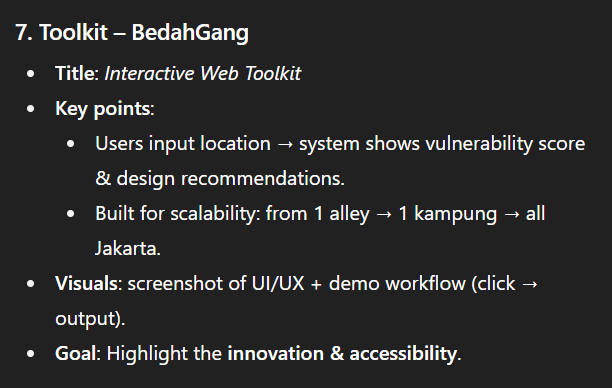 7. Toolkit – BedahGang
• Title: Interactive Web Toolkit
• Key points:
• Users input location → system shows vulnerability score
& design recommendations.
• Built for scalability: from 1 alley → 1 kampung → all
Jakarta.
• Visuals: screenshot of UI/UX + demo workflow (click →
output).
• Goal: Highlight the innovation & accessibility.